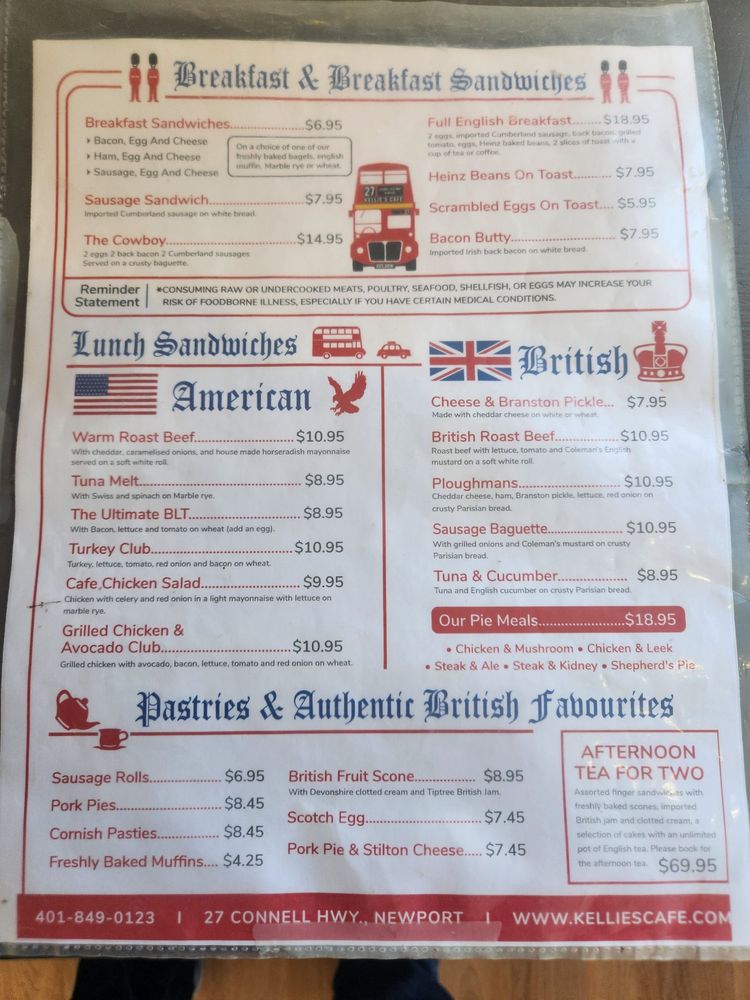 Breakfast & Breakfast Sandwiches
Breakfast Sandwiches..................$6.95
Bacon, Egg And Cheese
Ham, Egg And Cheese
Sausage, Egg And Cheese
On a choice of one of our
freshly baked bagels, english
muffin, Marble rye or wheat.
Sausage Sandwich.......................$7.95
Imported Cumberland sausage on white bread.
The Cowboy..............................$14.95
2 eggs 2 back bacon 2 Cumberland sausages
Served on a crusty baguette.
27
KELLIE'S CAFE
Full English Breakfast.......$18.95
2 eggs, imported Cumberland sausage, back bacon, grilled
tomato, eggs, Heinz baked beans, 2 slices of toast with a
cup of tea or coffee.
Heinz Beans On Toast..........$7.95
Scrambled Eggs On Toast....$5.95
Bacon Butty.........................$7.95
Imported Irish back bacon on white bread.
Reminder
Statement
*CONSUMING RAW OR UNDERCOOKED MEATS, POULTRY, SEAFOOD, SHELLFISH, OR EGGS MAY INCREASE YOUR
RISK OF FOODBORNE ILLNESS, ESPECIALLY IF YOU HAVE CERTAIN MEDICAL CONDITIONS.
Lunch Sandwiches
American
Warm Roast Beef.......................$10.95
With cheddar, caramelised onions, and house made horseradish mayonnaise
served on a soft white roll.
Tuna Melt...................................$8.95
With Swiss and spinach on Marble rye.
The Ultimate BLT.......................$8.95
With Bacon, lettuce and tomato on wheat (add an egg).
Turkey Club...............................$10.95
Turkey, lettuce, tomato, red onion and bacon on wheat.
Cafe Chicken Salad.....................$9.95
Chicken with celery and red onion in a light mayonnaise with lettuce on
marble rye.
Grilled Chicken &
Avocado Club.............................$10.95
Grilled chicken with avocado, bacon, lettuce, tomato and red onion on wheat.
British
Cheese & Branston Pickle... $7.95
Made with cheddar cheese on white or wheat.
British Roast Beef...............$10.95
Roast beef with lettuce, tomato and Coleman's English
mustard on a soft white roll.
Ploughmans........................$10.95
Cheddar cheese, ham, Branston pickle, lettuce, red onion on
crusty Parisian bread.
Sausage Baguette.................$10.95
With grilled onions and Coleman's mustard on crusty
Parisian bread.
Tuna & Cucumber................ $8.95
Tuna and English cucumber on crusty Parisian bread.
Our Pie Meals.....................$18.95
• Chicken & Mushroom • Chicken & Leek
• Steak & Ale • Steak & Kidney • Shepherd's Pie
Pastries & Authentic British Favourites
Sausage Rolls................ $6.95
Pork Pies....................... $8.45
Cornish Pasties.............. $8.45
Freshly Baked Muffins.... $4.25
British Fruit Scone............... $8.95
With Devonshire clotted cream and Tiptree British Jam.
Scotch Egg.......................... $7.45
Pork Pie & Stilton Cheese..... $7.45
AFTERNOON
TEA FOR TWO
Assorted finger sandwiches with
freshly baked scones, imported
British jam and clotted cream, a
selection of cakes with an unlimited
pot of English tea. Please book for
the afternoon tea. $69.95
401-849-0123 | 27 CONNELL HWY., NEWPORT | WWW.KELLIESCAFE.COM